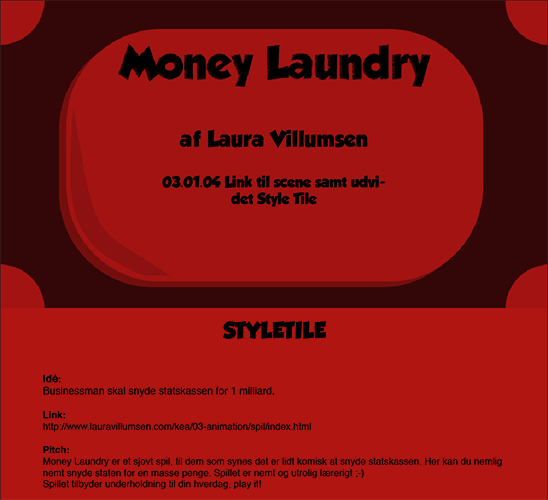 Money Laundry
af Laura Villumsen
03.01.04 Link til scene samt udvi-
det Style Tile
STYLETILE
Idé:
Businessman skal snyde statskassen for 1 milliard.
Link:
http://www.lauravillumsen.com/kea/03-animation/spil/index.html
Pitch:
Money Laundry er et sjovt spil, til dem som synes det er lidt komisk at snyde statskassen. Her kan du nemlig
nemt snyde staten for en masse penge. Spillet er nemt og utrolig lærerigt ;-)
Spillet tilbyder underholdning til din hverdag, play it!